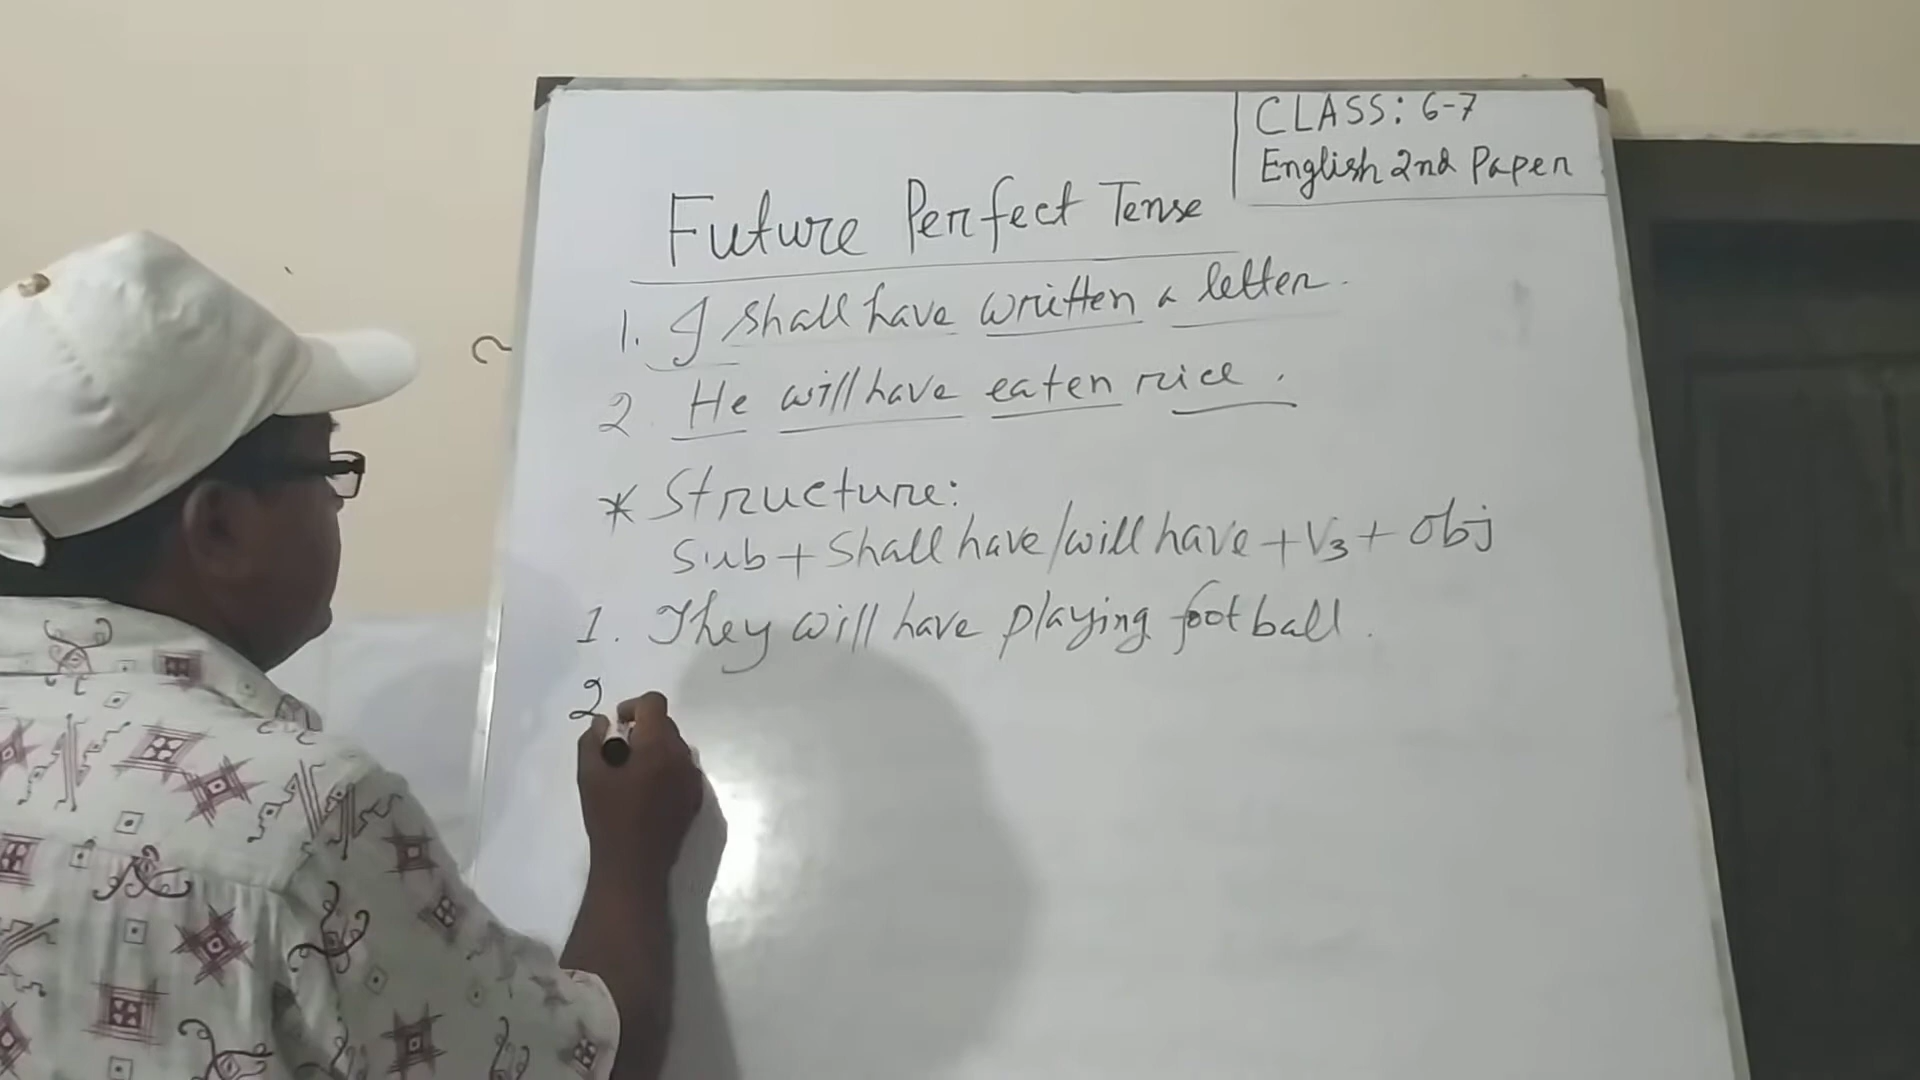 CLASS: 6-7
English 2nd Paper
Future Perfect Tense
1. I shall have written a letter.
2. He will have eaten rice.
* Structure:
Sub + Shall have/will have + V3 + Obj
1. They will have playing football.
2